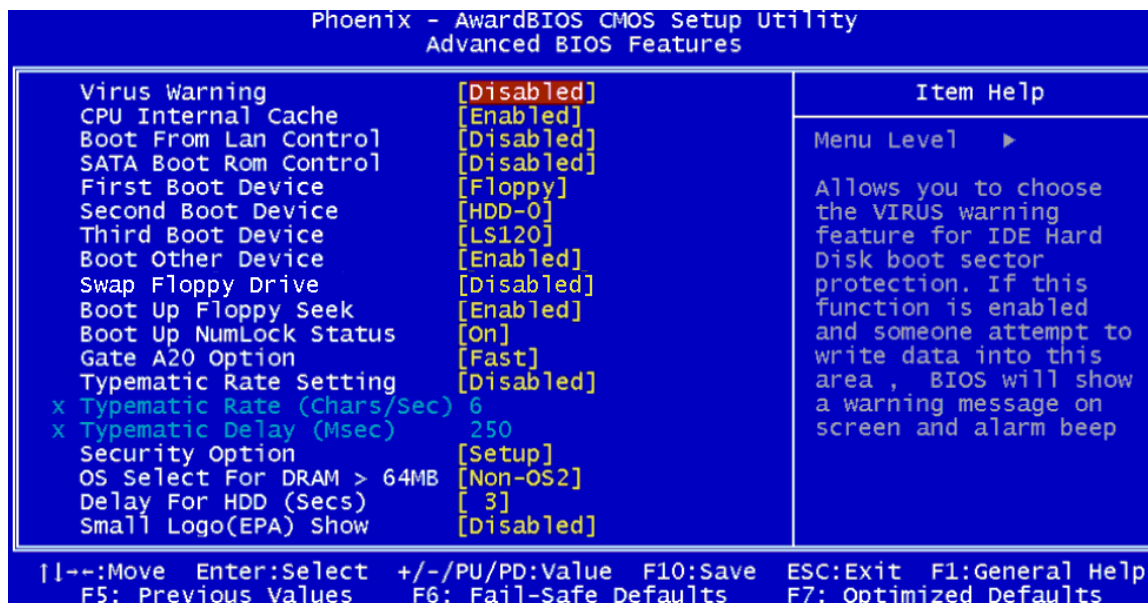 Phoenix - AwardBIOS CMOS Setup Utility
Advanced BIOS Features
Virus Warning [Disabled]
CPU Internal Cache [Enabled]
Boot From Lan Control [Disabled]
SATA Boot Rom Control [Disabled]
First Boot Device [Floppy]
Second Boot Device [HDD-0]
Third Boot Device [LS120]
Boot Other Device [Enabled]
Swap Floppy Drive [Disabled]
Boot Up Floppy Seek [Enabled]
Boot Up NumLock Status [On]
Gate A20 Option [Fast]
Typematic Rate Setting [Disabled]
x Typematic Rate (Chars/Sec) 6
x Typematic Delay (Msec) 250
Security Option [Setup]
OS Select For DRAM > 64MB [Non-OS2]
Delay For HDD (Secs) [ 3]
Small Logo(EPA) Show [Disabled]
Item Help
Menu Level ▶
Allows you to choose
the VIRUS warning
feature for IDE Hard
Disk boot sector
protection. If this
function is enabled
and someone attempt to
write data into this
area , BIOS will show
a warning message on
screen and alarm beep
↑↓→←:Move Enter:Select +/-/PU/PD:Value F10:Save ESC:Exit F1:General Help
F5: Previous Values F6: Fail-Safe Defaults F7: Optimized Defaults